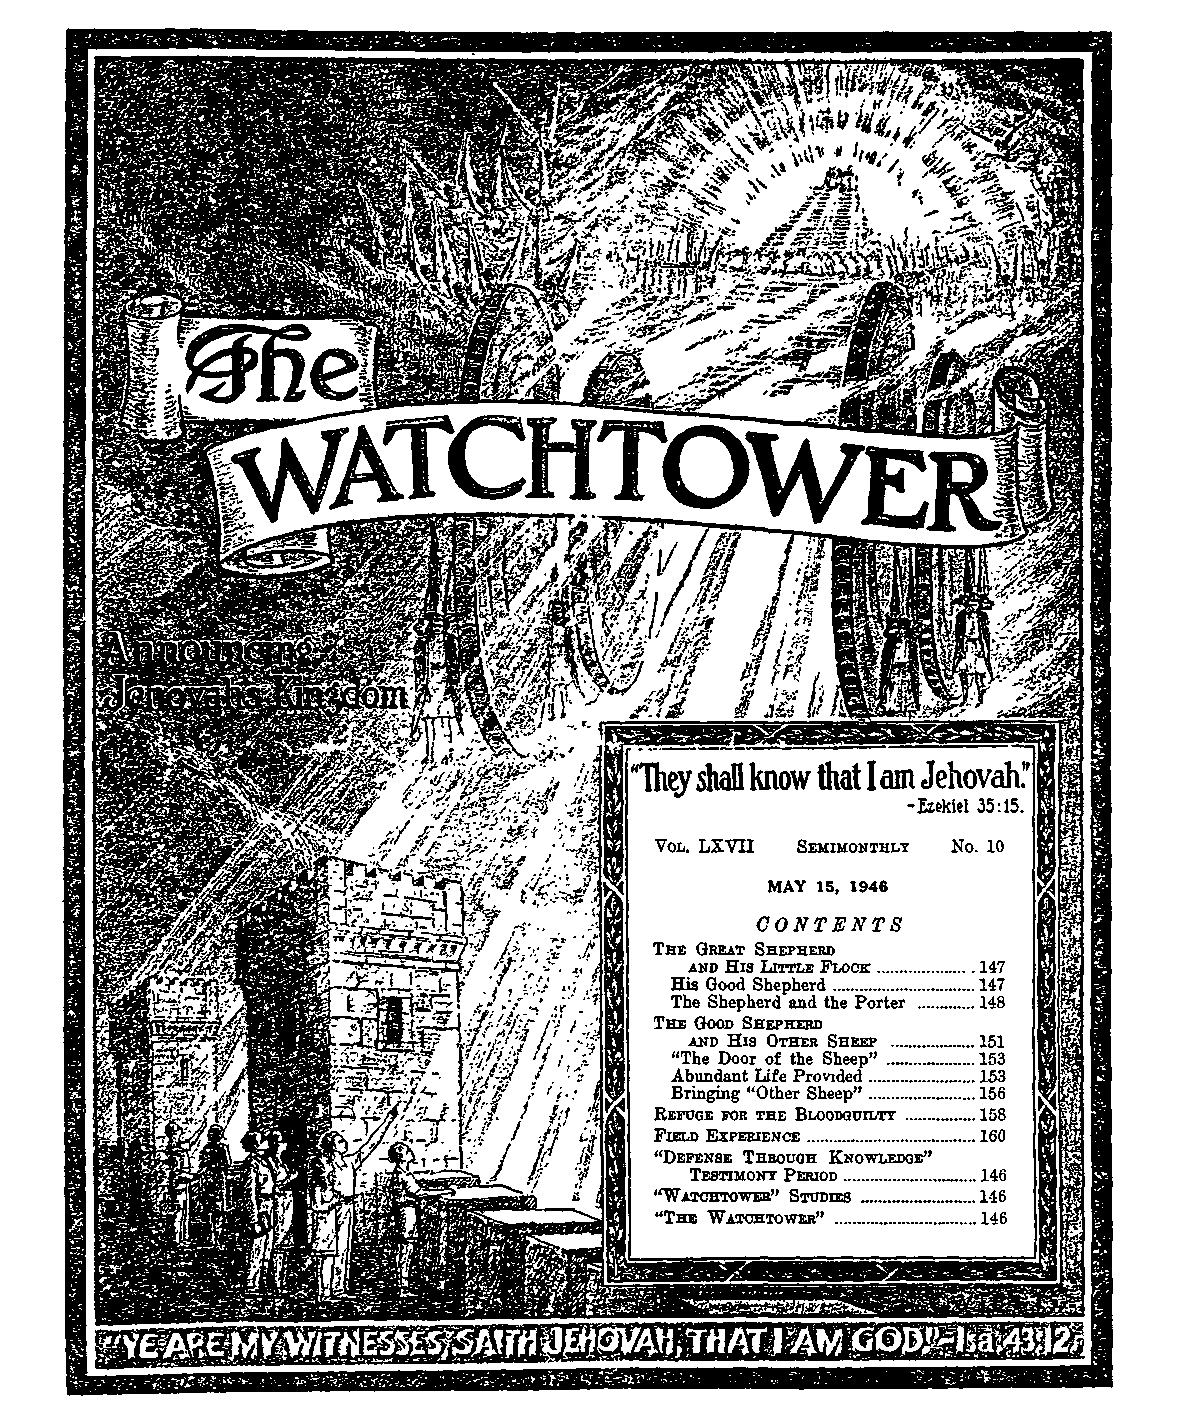 The
WATCHTOWER
Announcing
Jehovah's Kingdom
"They shall know that I am Jehovah."
-Ezekiel 35:15.
VOL. LXVII SEMIMONTHLY No. 10
MAY 15, 1946
CONTENTS
THE GREAT SHEPHERD
AND HIS LITTLE FLOCK ........................ 147
His Good Shepherd .............................. 147
The Shepherd and the Porter ............ 148
THE GOOD SHEPHERD
AND HIS OTHER SHEEP .................. 151
"The Door of the Sheep" .................. 153
Abundant Life Provided ...................... 153
Bringing "Other Sheep" ...................... 156
REFUGE FOR THE BLOODGUILTY .............. 158
FIELD EXPERIENCE .................................. 160
"DEFENSE THROUGH KNOWLEDGE"
TESTIMONY PERIOD .......................... 146
"WATCHTOWER" STUDIES ...................... 146
"THE WATCHTOWER" ............................ 146
"YE ARE MY WITNESSES, SAITH JEHOVAH, THAT I AM GOD."-Isa. 43:12.